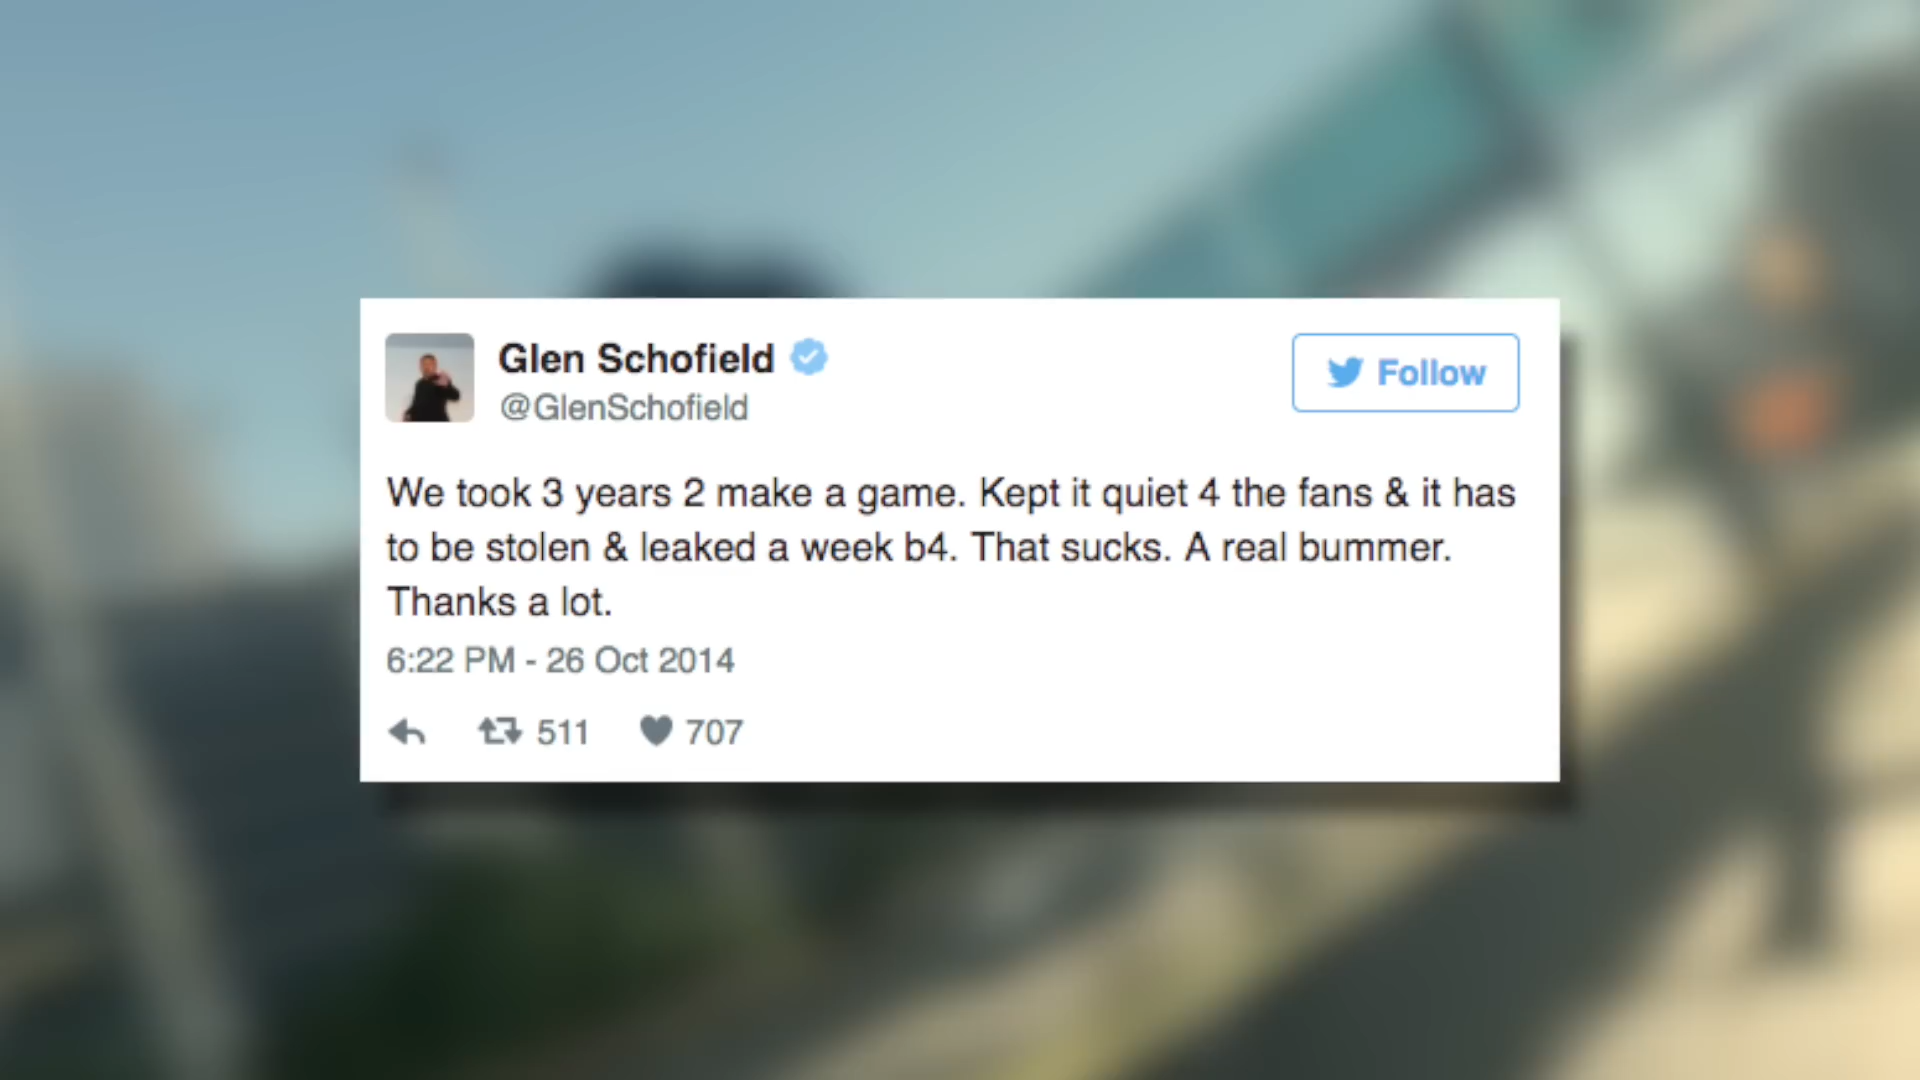 Glen Schofield
@GlenSchofield
Follow
We took 3 years 2 make a game. Kept it quiet 4 the fans & it has
to be stolen & leaked a week b4. That sucks. A real bummer.
Thanks a lot.
6:22 PM - 26 Oct 2014
511 707